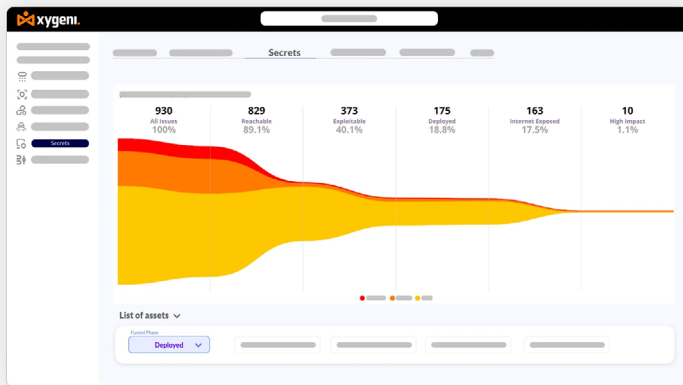 xygeni.
Secrets
Secrets
930 829 373 175 163 10
All Issues Reachable Exploitable Deployed Internet Exposed High Impact
100% 89.1% 40.1% 18.8% 17.5% 1.1%
List of assets
Funnel Phase
Deployed